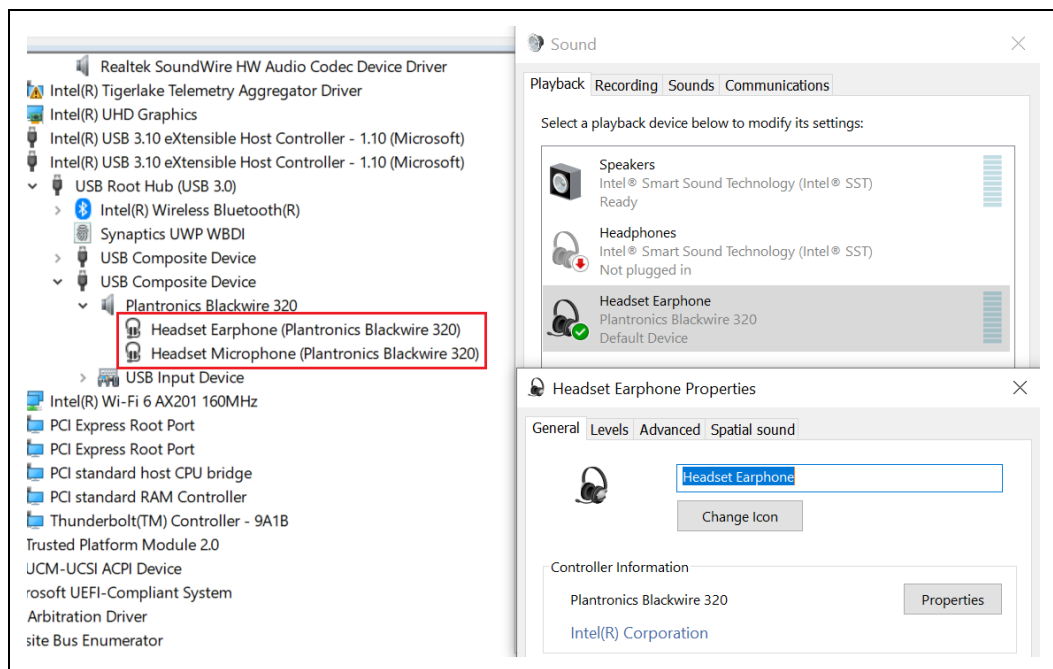 Realtek SoundWire HW Audio Codec Device Driver
Intel(R) Tigerlake Telemetry Aggregator Driver
Intel(R) UHD Graphics
Intel(R) USB 3.10 eXtensible Host Controller - 1.10 (Microsoft)
Intel(R) USB 3.10 eXtensible Host Controller - 1.10 (Microsoft)
USB Root Hub (USB 3.0)
Intel(R) Wireless Bluetooth(R)
Synaptics UWP WBDI
USB Composite Device
USB Composite Device
Plantronics Blackwire 320
Headset Earphone (Plantronics Blackwire 320)
Headset Microphone (Plantronics Blackwire 320)
USB Input Device
Intel(R) Wi-Fi 6 AX201 160MHz
PCI Express Root Port
PCI Express Root Port
PCI standard host CPU bridge
PCI standard RAM Controller
Thunderbolt(TM) Controller - 9A1B
Trusted Platform Module 2.0
UCM-UCSI ACPI Device
rosoft UEFI-Compliant System
Arbitration Driver
site Bus Enumerator
Sound
Playback Recording Sounds Communications
Select a playback device below to modify its settings:
Speakers
Intel® Smart Sound Technology (Intel® SST)
Ready
Headphones
Intel® Smart Sound Technology (Intel® SST)
Not plugged in
Headset Earphone
Plantronics Blackwire 320
Default Device
Headset Earphone Properties
General Levels Advanced Spatial sound
Headset Earphone
Change Icon
Controller Information
Plantronics Blackwire 320 Properties
Intel(R) Corporation